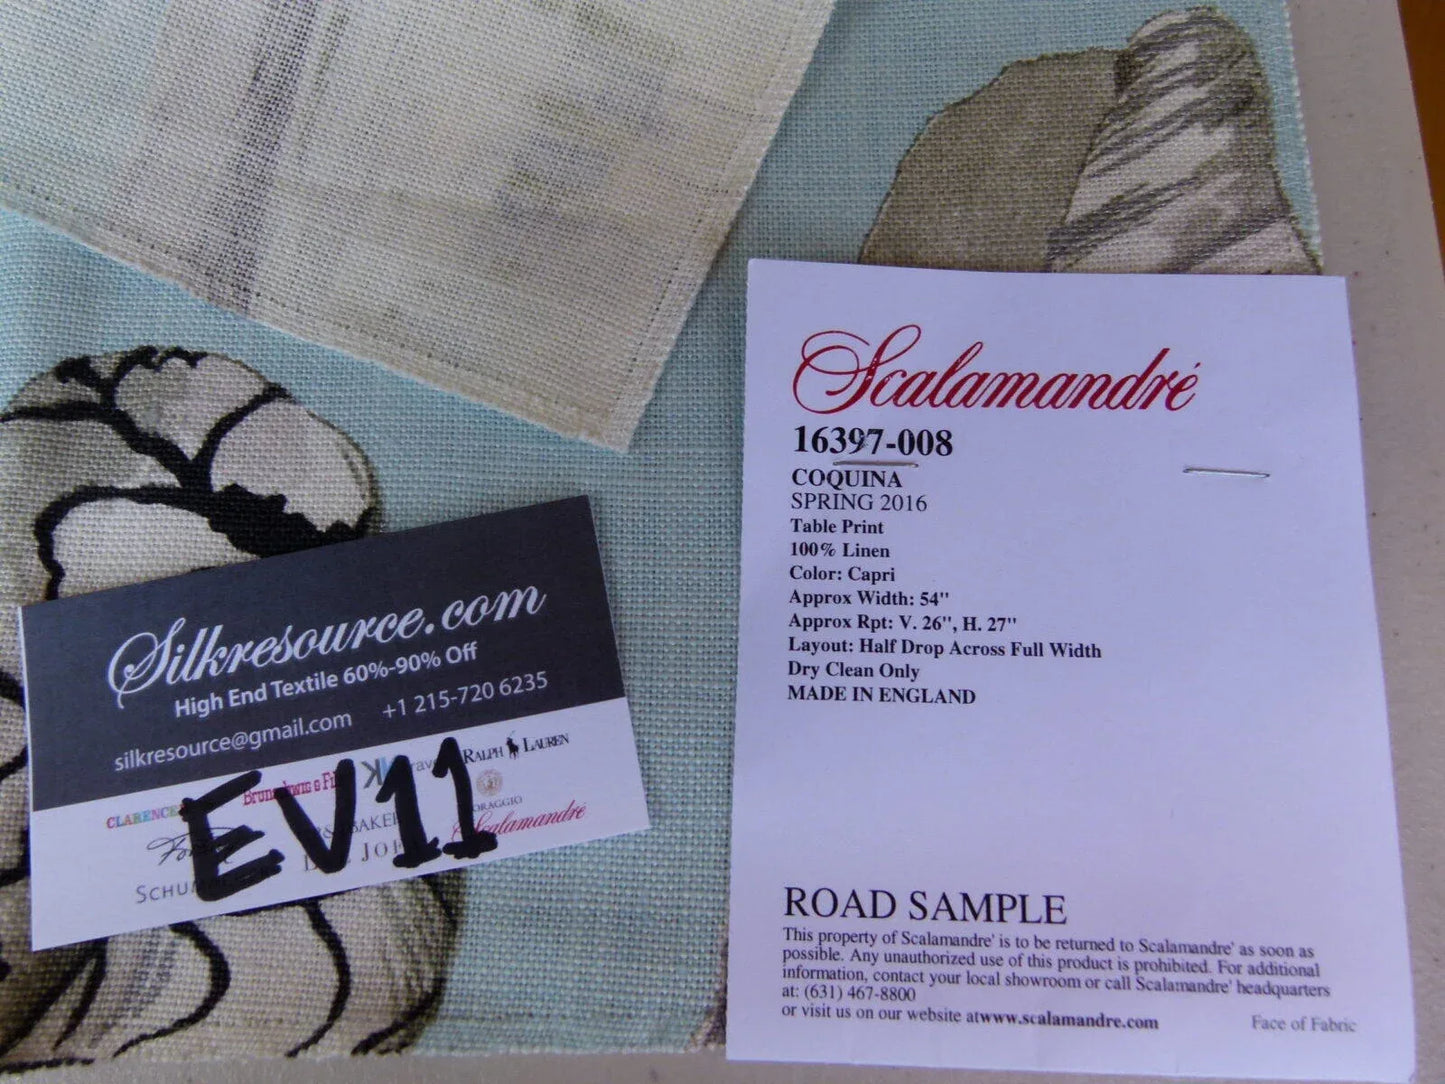 Scalamandré
16397-008
COQUINA
SPRING 2016
Table Print
100% Linen
Color: Capri
Approx Width: 54"
Approx Rpt: V. 26", H. 27"
Layout: Half Drop Across Full Width
Dry Clean Only
MADE IN ENGLAND
ROAD SAMPLE
This property of Scalamandre' is to be returned to Scalamandre' as soon as
possible. Any unauthorized use of this product is prohibited. For additional
information, contact your local showroom or call Scalamandre' headquarters
at: (631) 467-8800
or visit us on our website atwww.scalamandre.com
Face of Fabric
Silkresource.com
High End Textile 60%-90% Off
silkresource@gmail.com +1 215-720 6235
RALPH LAUREN
CLARENCE
EV11
Scalamandré